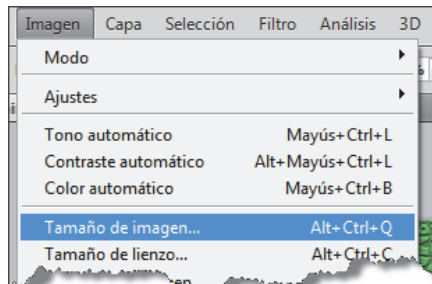 Imagen Capa Selección Filtro Análisis 3D
Modo
Ajustes
Tono automático Mayús+Ctrl+L
Contraste automático Alt+Mayús+Ctrl+L
Color automático Mayús+Ctrl+B
Tamaño de imagen... Alt+Ctrl+Q
Tamaño de lienzo... Alt+Ctrl+C